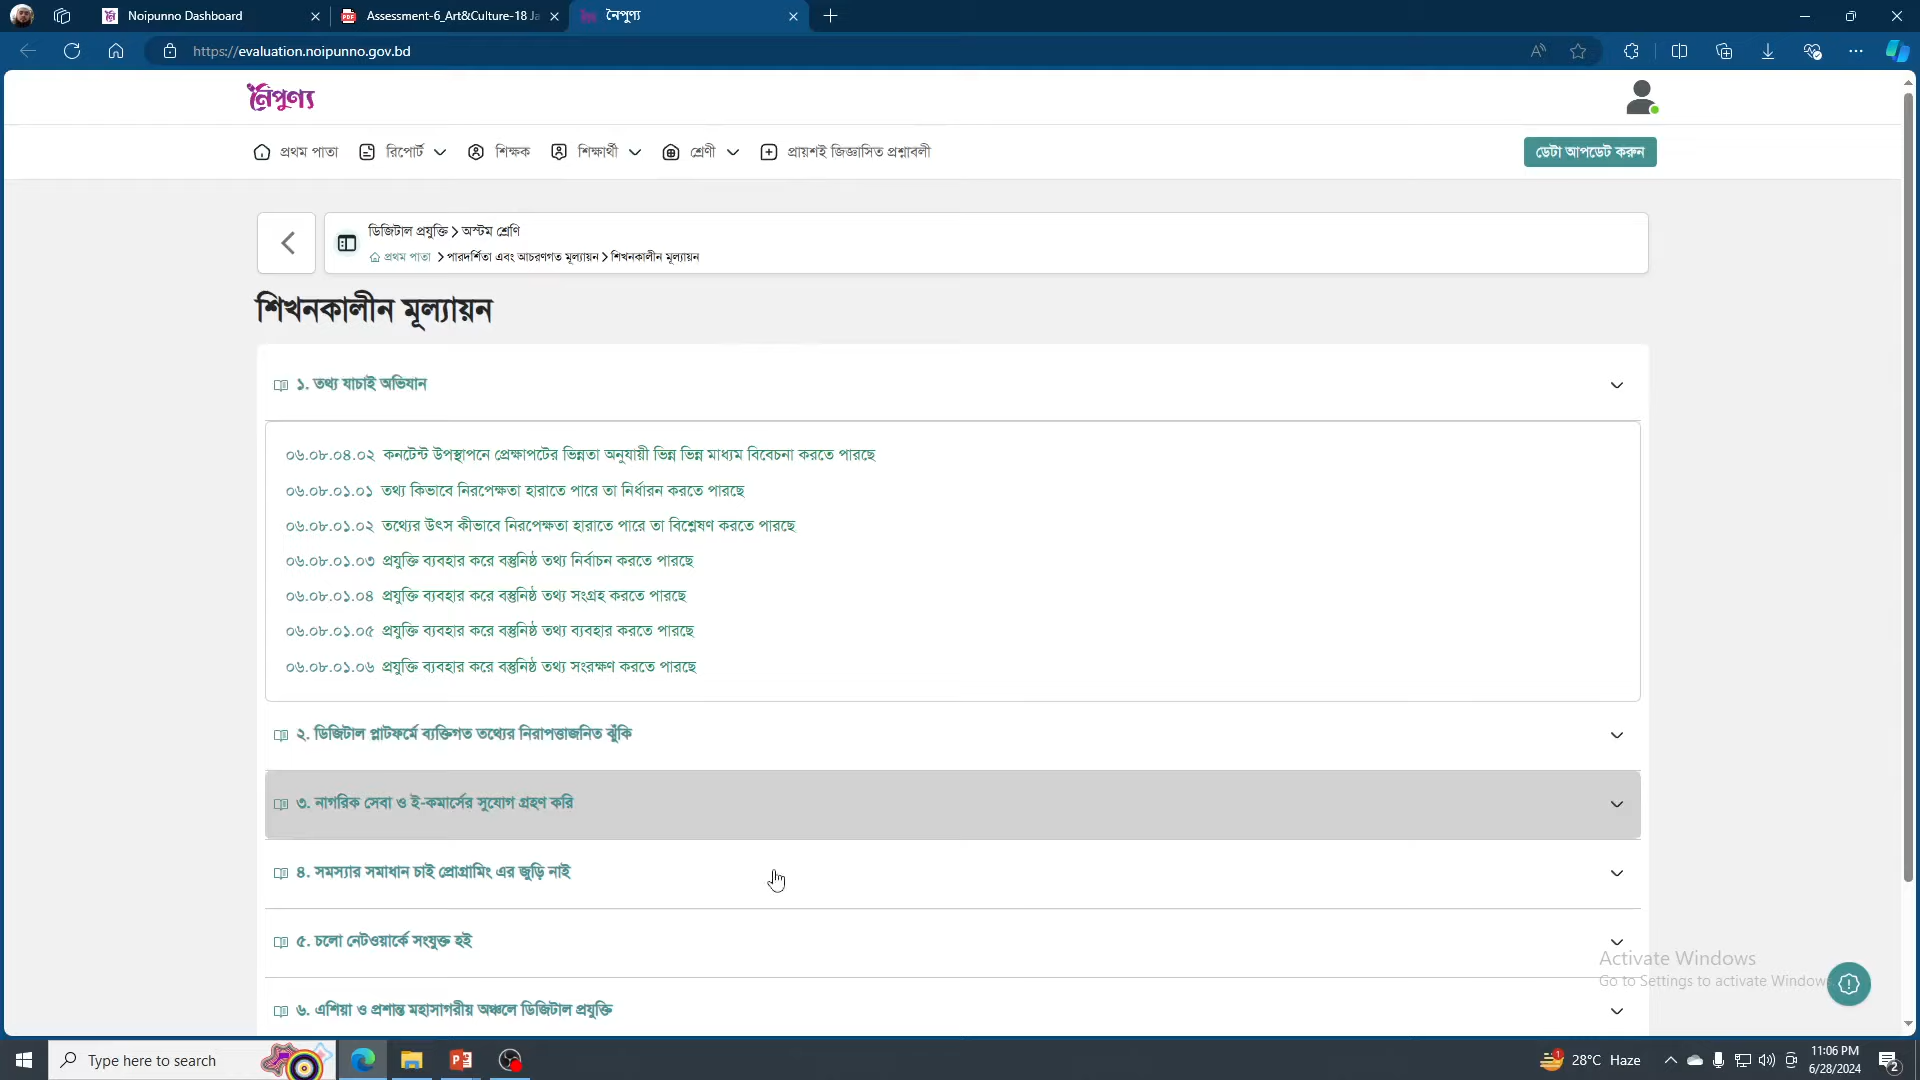 Noipunno Dashboard
Assessment-6_Art&Culture-18 Ja
নৈপুণ্য
https://evaluation.noipunno.gov.bd
নৈপুণ্য
প্রথম পাতা
রিপোর্ট
শিক্ষক
শিক্ষার্থী
শ্রেণী
প্রায়শই জিজ্ঞাসিত প্রশ্নাবলী
ডেটা আপডেট করুন
ডিজিটাল প্রযুক্তি > অস্টম শ্রেণি
প্রথম পাতা > পারদর্শিতা এবং আচরণগত মূল্যায়ন > শিখনকালীন মূল্যায়ন
শিখনকালীন মূল্যায়ন
১. তথ্য যাচাই অভিযান
০৬.০৮.০৪.০২ কনটেন্ট উপস্থাপনে প্রেক্ষাপটের ভিন্নতা অনুযায়ী ভিন্ন ভিন্ন মাধ্যম বিবেচনা করতে পারছে
০৬.০৮.০১.০১ তথ্য কিভাবে নিরপেক্ষতা হারাতে পারে তা নির্ধারন করতে পারছে
০৬.০৮.০১.০২ তথ্যের উৎস কীভাবে নিরপেক্ষতা হারাতে পারে তা বিশ্লেষণ করতে পারছে
০৬.০৮.০১.০৩ প্রযুক্তি ব্যবহার করে বস্তুনিষ্ঠ তথ্য নির্বাচন করতে পারছে
০৬.০৮.০১.০৪ প্রযুক্তি ব্যবহার করে বস্তুনিষ্ঠ তথ্য সংগ্রহ করতে পারছে
০৬.০৮.০১.০৫ প্রযুক্তি ব্যবহার করে বস্তুনিষ্ঠ তথ্য ব্যবহার করতে পারছে
০৬.০৮.০১.০৬ প্রযুক্তি ব্যবহার করে বস্তুনিষ্ঠ তথ্য সংরক্ষণ করতে পারছে
২. ডিজিটাল প্লাটফর্মে ব্যক্তিগত তথ্যের নিরাপত্তাজনিত ঝুঁকি
৩. নাগরিক সেবা ও ই-কমার্সের সুযোগ গ্রহণ করি
৪. সমস্যার সমাধান চাই প্রোগ্রামিং এর জুড়ি নাই
৫. চলো নেটওয়ার্কে সংযুক্ত হই
৬. এশিয়া ও প্রশান্ত মহাসাগরীয় অঞ্চলে ডিজিটাল প্রযুক্তি
Activate Windows
Go to Settings to activate Windows
Type here to search
28°C Haze
11:06 PM
6/28/2024